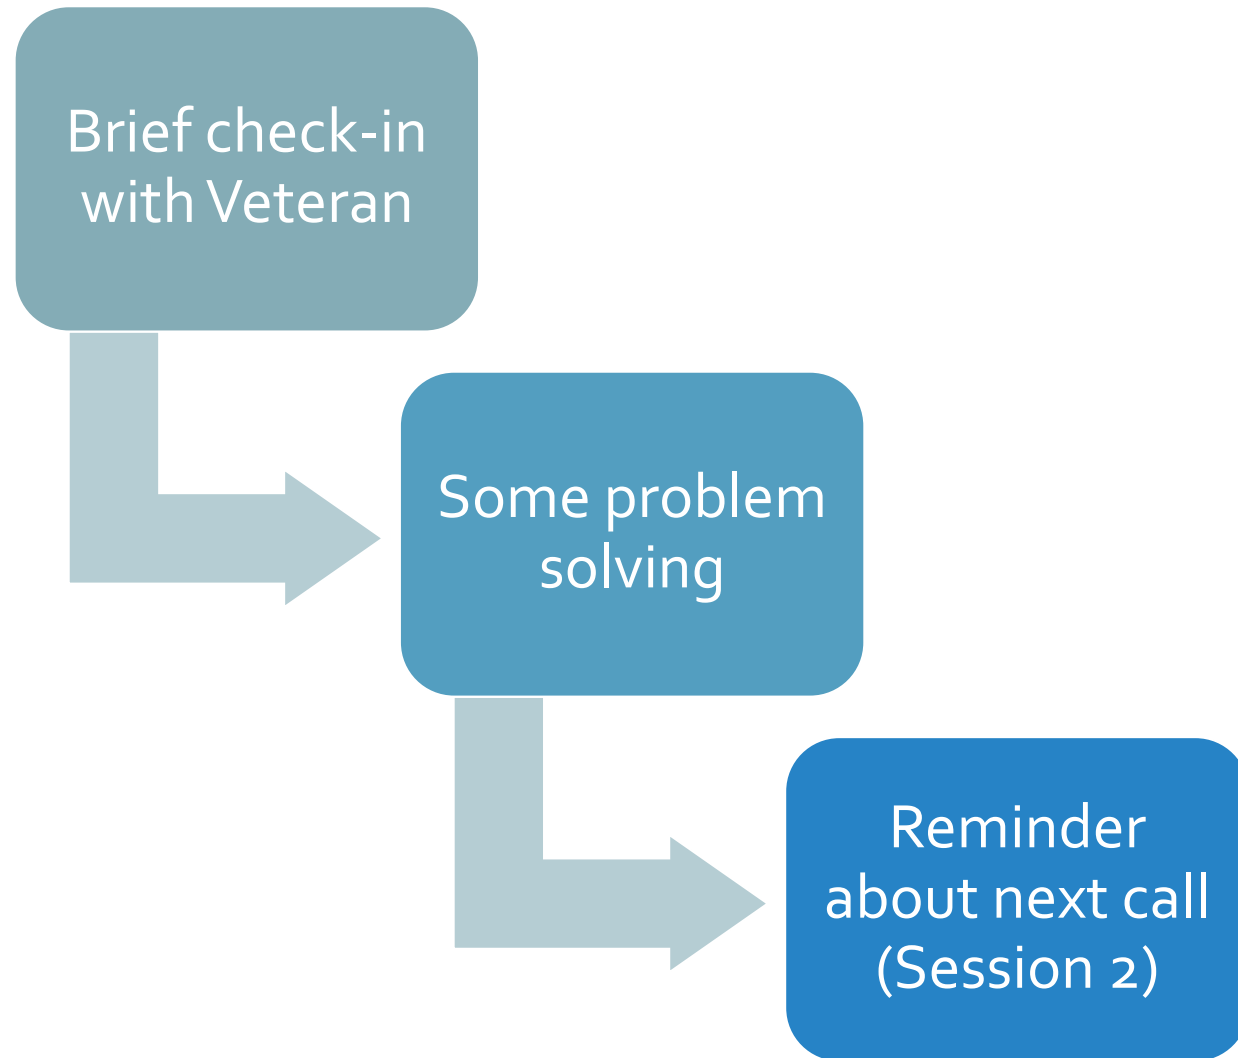 Brief check-in
with Veteran
Some problem
solving
Reminder
about next call
(Session 2)